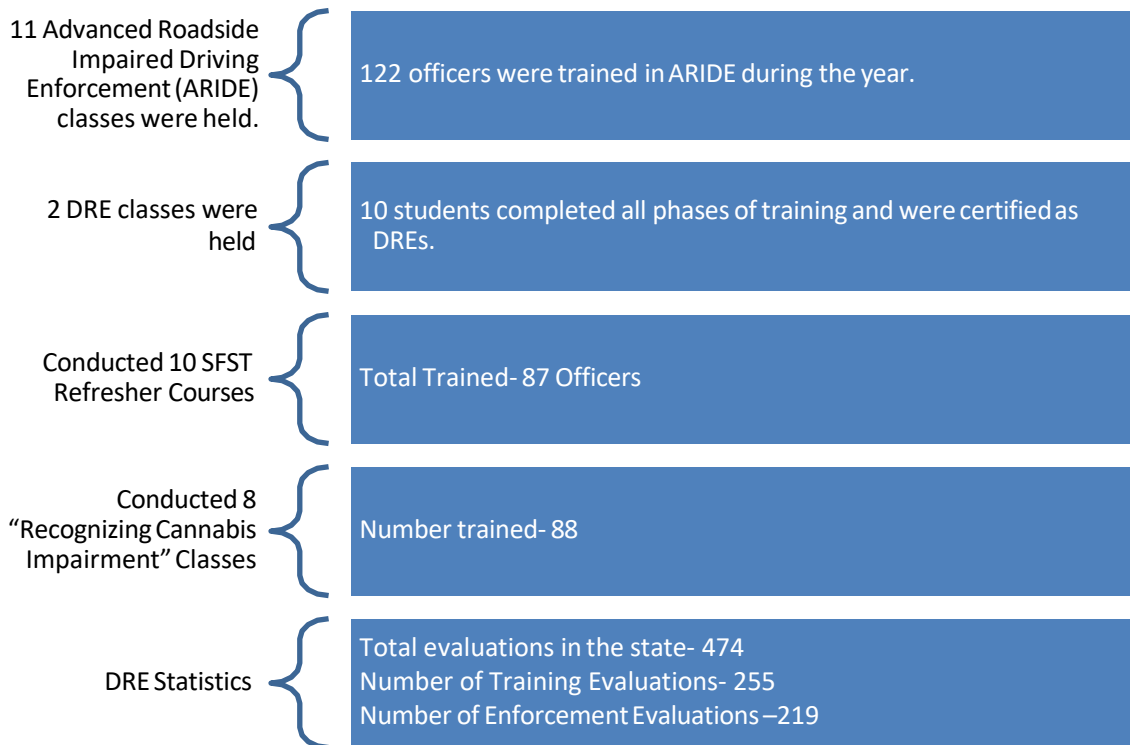 11 Advanced Roadside
Impaired Driving
Enforcement (ARIDE)
classes were held.
122 officers were trained in ARIDE during the year.
2 DRE classes were
held
10 students completed all phases of training and were certified as
DREs.
Conducted 10 SFST
Refresher Courses
Total Trained- 87 Officers
Conducted 8
“Recognizing Cannabis
Impairment” Classes
Number trained- 88
DRE Statistics
Total evaluations in the state- 474
Number of Training Evaluations- 255
Number of Enforcement Evaluations –219